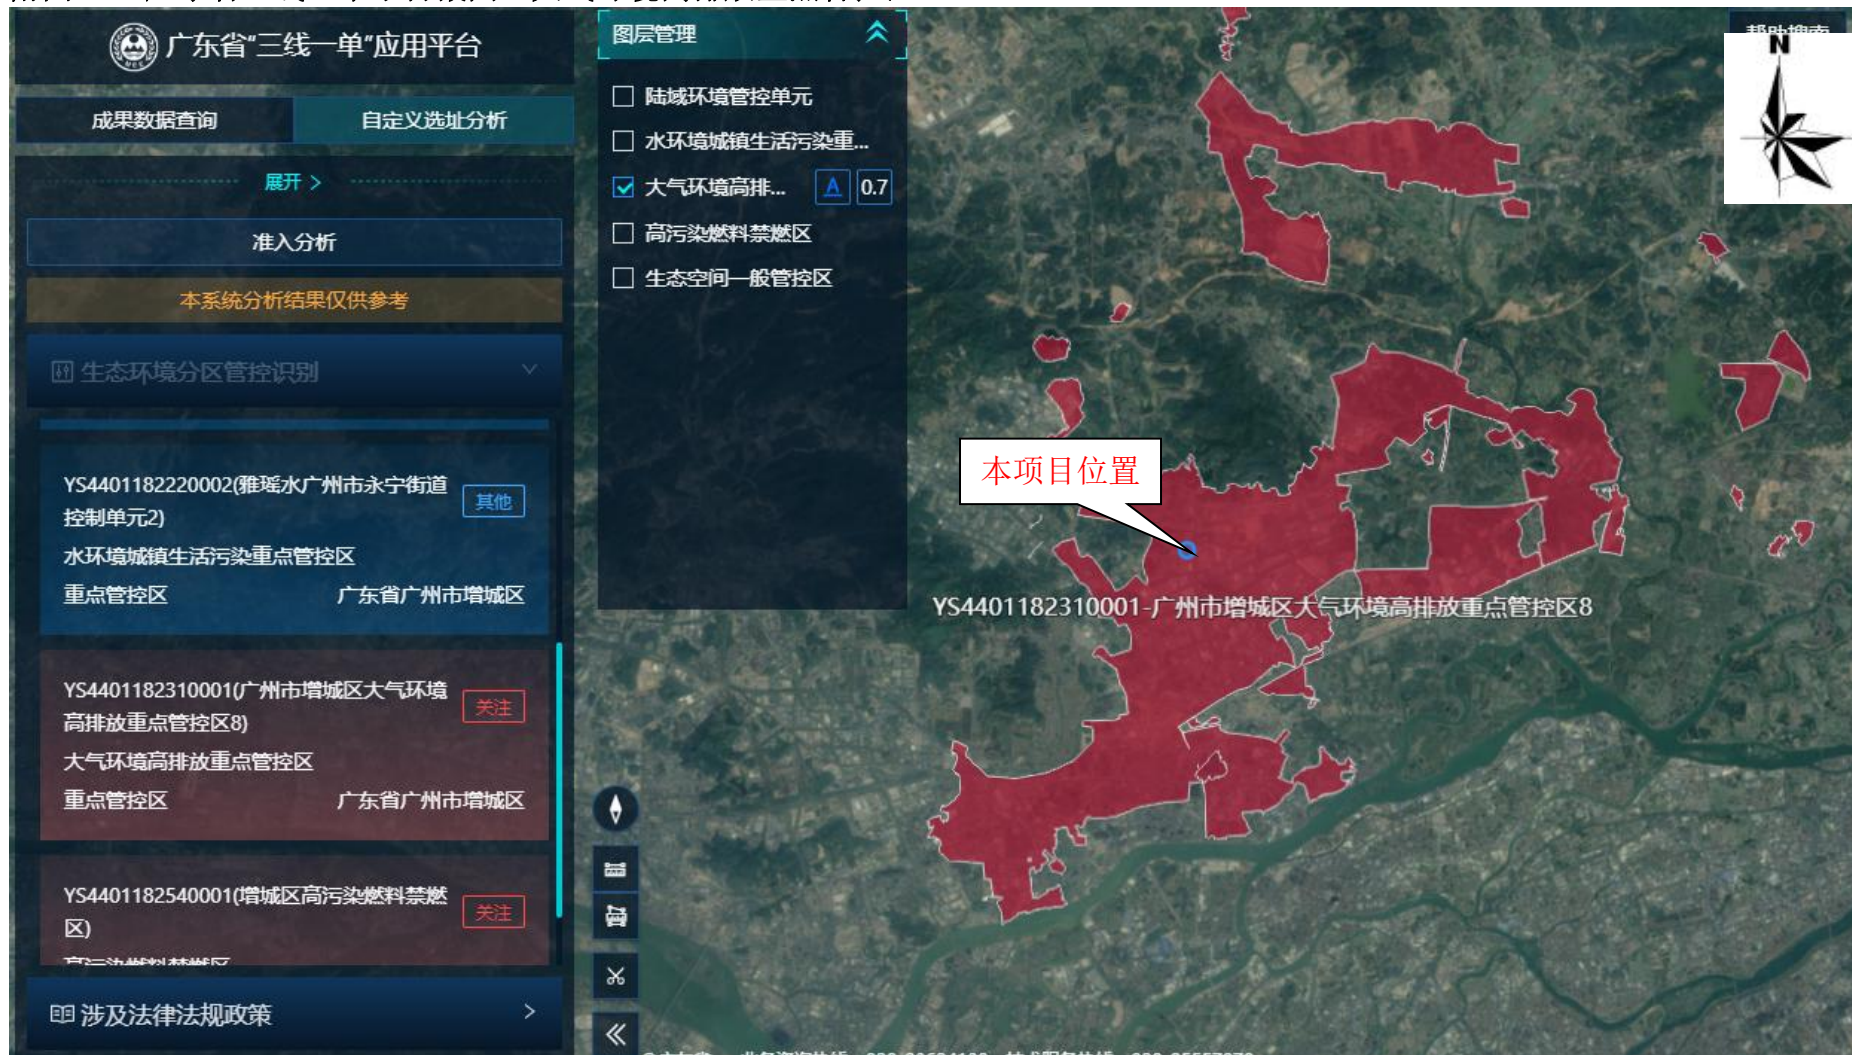 广东省"三线一单"应用平台
成果数据查询
自定义选址分析
展开 >
准入分析
本系统分析结果仅供参考
生态环境分区管控识别
YS4401182220002(雅瑶水广州市永宁街道
控制单元2)
其他
水环境城镇生活污染重点管控区
重点管控区
广东省广州市增城区
YS4401182310001(广州市增城区大气环境
高排放重点管控区8)
关注
大气环境高排放重点管控区
重点管控区
广东省广州市增城区
YS4401182540001(增城区高污染燃料禁燃
区)
关注
高污染燃料禁燃区
涉及法律法规政策
图层管理
陆域环境管控单元
水环境城镇生活污染重...
大气环境高排...
A
0.7
高污染燃料禁燃区
生态空间一般管控区
N
本项目位置
YS4401182310001-广州市增城区大气环境高排放重点管控区8